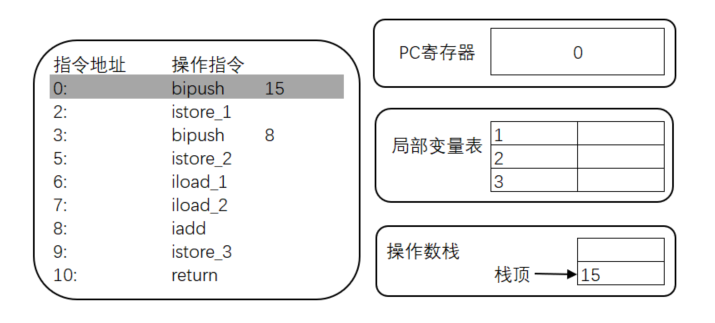 指令地址 操作指令
0: bipush 15
2: istore_1
3: bipush 8
5: istore_2
6: iload_1
7: iload_2
8: iadd
9: istore_3
10: return
PC寄存器 0
局部变量表
1
2
3
操作数栈
栈顶 15